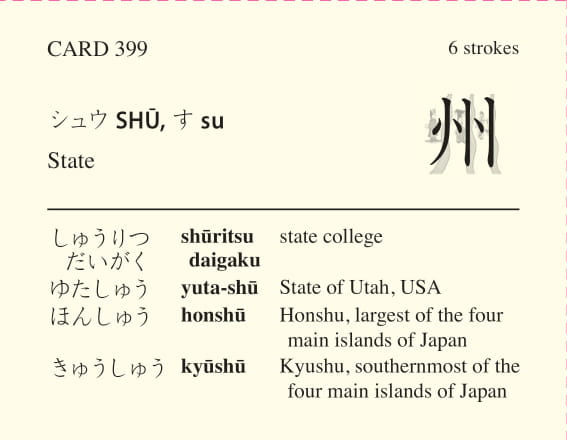 CARD 399 6 strokes
シュウ SHŪ, す su
州
State
しゅうりつ shūritsu state college
だいがく daigaku
ゆたしゅう yuta-shū State of Utah, USA
ほんしゅう honshū Honshu, largest of the four
main islands of Japan
きゅうしゅう kyūshū Kyushu, southernmost of the
four main islands of Japan